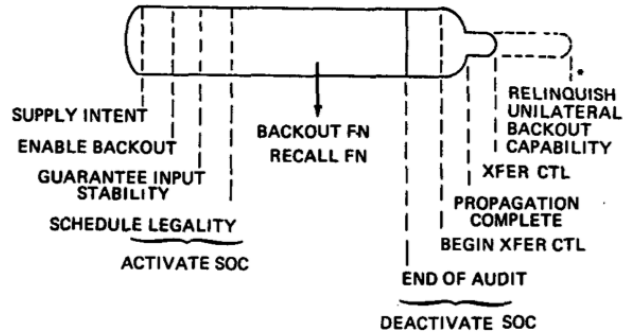 SUPPLY INTENT
ENABLE BACKOUT
GUARANTEE INPUT
STABILITY
SCHEDULE LEGALITY
ACTIVATE SOC
BACKOUT FN
RECALL FN
*
RELINQUISH
UNILATERAL
BACKOUT
CAPABILITY
XFER CTL
PROPAGATION
COMPLETE
BEGIN XFER CTL
END OF AUDIT
DEACTIVATE SOC